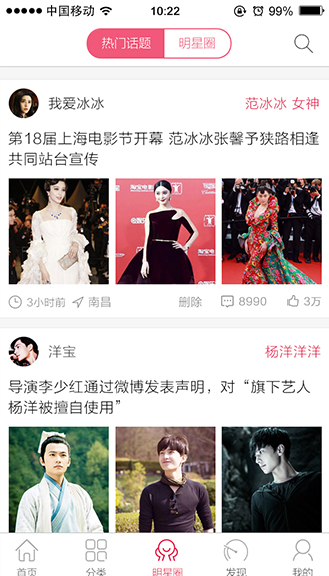 中国移动
10:22
99%
热门话题
明星圈
我爱冰冰
范冰冰 女神
第18届上海电影节开幕 范冰冰张馨予狭路相逢
共同站台宣传
3小时前
南昌
删除
8990
3万
洋宝
杨洋洋洋
导演李少红通过微博发表声明，对“旗下艺人
杨洋被擅自使用”
首页
分类
明星圈
发现
我的